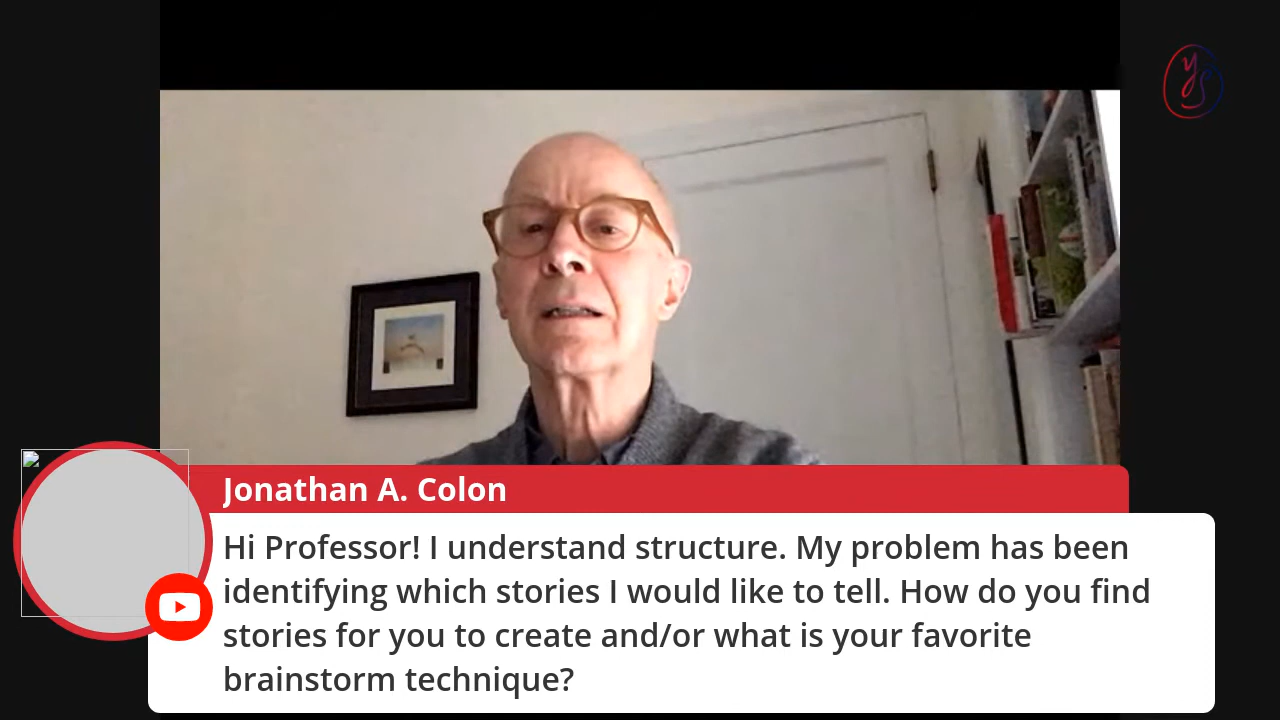 Jonathan A. Colon
Hi Professor! I understand structure. My problem has been
identifying which stories I would like to tell. How do you find
stories for you to create and/or what is your favorite
brainstorm technique?